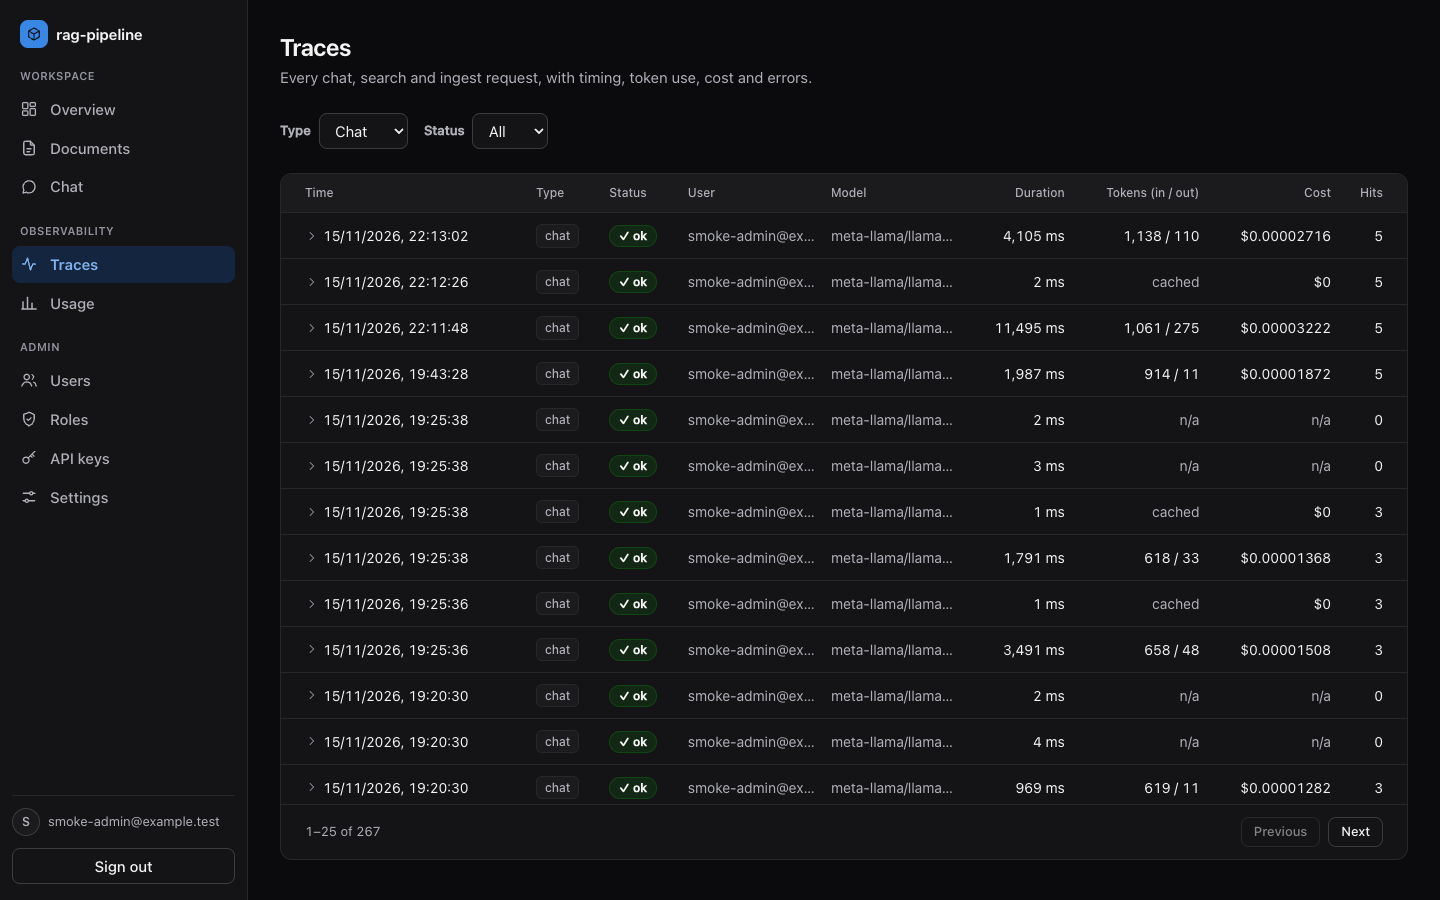 rag-pipeline
WORKSPACE
Overview
Documents
Chat
OBSERVABILITY
Traces
Usage
ADMIN
Users
Roles
API keys
Settings
S smoke-admin@example.test
Sign out
Traces
Every chat, search and ingest request, with timing, token use, cost and errors.
Type Chat Status All
Time Type Status User Model Duration Tokens (in / out) Cost Hits
15/11/2026, 22:13:02 chat ok smoke-admin@ex... meta-llama/llama... 4,105 ms 1,138 / 110 $0.00002716 5
15/11/2026, 22:12:26 chat ok smoke-admin@ex... meta-llama/llama... 2 ms cached $0 5
15/11/2026, 22:11:48 chat ok smoke-admin@ex... meta-llama/llama... 11,495 ms 1,061 / 275 $0.00003222 5
15/11/2026, 19:43:28 chat ok smoke-admin@ex... meta-llama/llama... 1,987 ms 914 / 11 $0.00001872 5
15/11/2026, 19:25:38 chat ok smoke-admin@ex... meta-llama/llama... 2 ms n/a n/a 0
15/11/2026, 19:25:38 chat ok smoke-admin@ex... meta-llama/llama... 3 ms n/a n/a 0
15/11/2026, 19:25:38 chat ok smoke-admin@ex... meta-llama/llama... 1 ms cached $0 3
15/11/2026, 19:25:38 chat ok smoke-admin@ex... meta-llama/llama... 1,791 ms 618 / 33 $0.00001368 3
15/11/2026, 19:25:36 chat ok smoke-admin@ex... meta-llama/llama... 1 ms cached $0 3
15/11/2026, 19:25:36 chat ok smoke-admin@ex... meta-llama/llama... 3,491 ms 658 / 48 $0.00001508 3
15/11/2026, 19:20:30 chat ok smoke-admin@ex... meta-llama/llama... 2 ms n/a n/a 0
15/11/2026, 19:20:30 chat ok smoke-admin@ex... meta-llama/llama... 4 ms n/a n/a 0
15/11/2026, 19:20:30 chat ok smoke-admin@ex... meta-llama/llama... 969 ms 619 / 11 $0.00001282 3
1–25 of 267 Previous Next